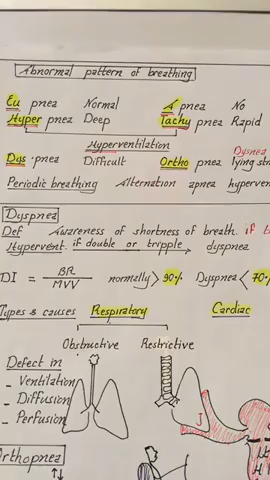 Abnormal pattern of breathing
Eu pnea Normal A pnea No
Hyper pnea Deep Tachy pnea Rapid
Hyperventilation Dysnea
Dys pnea Difficult Ortho pnea lying
Periodic breathing Alternation apnea hyperven
Dyspnea
Def Awareness of shortness of breath if
Hypervent. if double or tripple → dyspnea
DI = BR / MVV normally > 90% Dyspnea < 70%
Types & causes Respiratory Cardiac
Obstructive Restrictive
Defect in
- Ventilation
- Diffusion
- Perfusion
Orthopnea